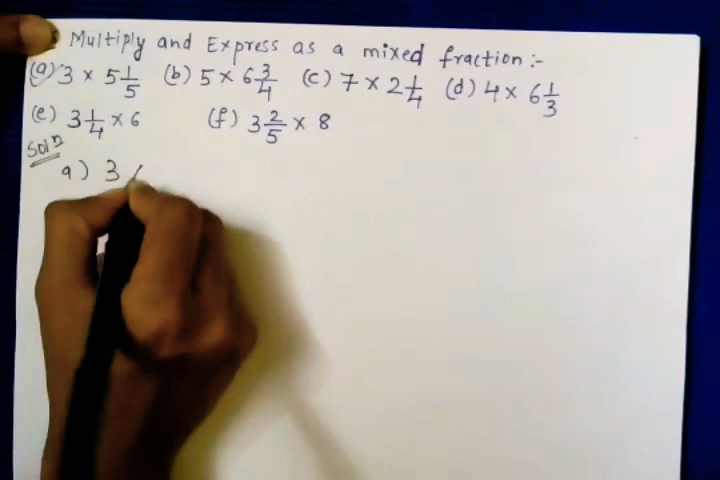 Multiply and Express as a mixed fraction :-
(a) 3 × 5 1/5 (b) 5 × 6 3/4 (c) 7 × 2 1/4 (d) 4 × 6 1/3
(e) 3 1/4 × 6 (f) 3 2/5 × 8
Solⁿ
a) 3